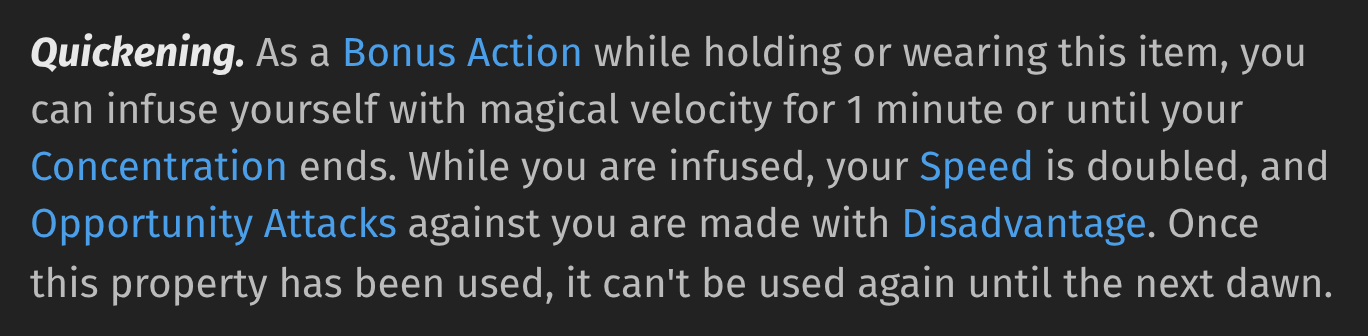 Quickening. As a Bonus Action while holding or wearing this item, you
can infuse yourself with magical velocity for 1 minute or until your
Concentration ends. While you are infused, your Speed is doubled, and
Opportunity Attacks against you are made with Disadvantage. Once
this property has been used, it can't be used again until the next dawn.